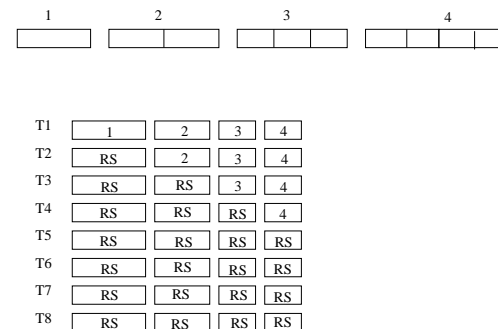 1 2 3 4
T1 1 2 3 4
T2 RS 2 3 4
T3 RS RS 3 4
T4 RS RS RS 4
T5 RS RS RS RS
T6 RS RS RS RS
T7 RS RS RS RS
T8 RS RS RS RS